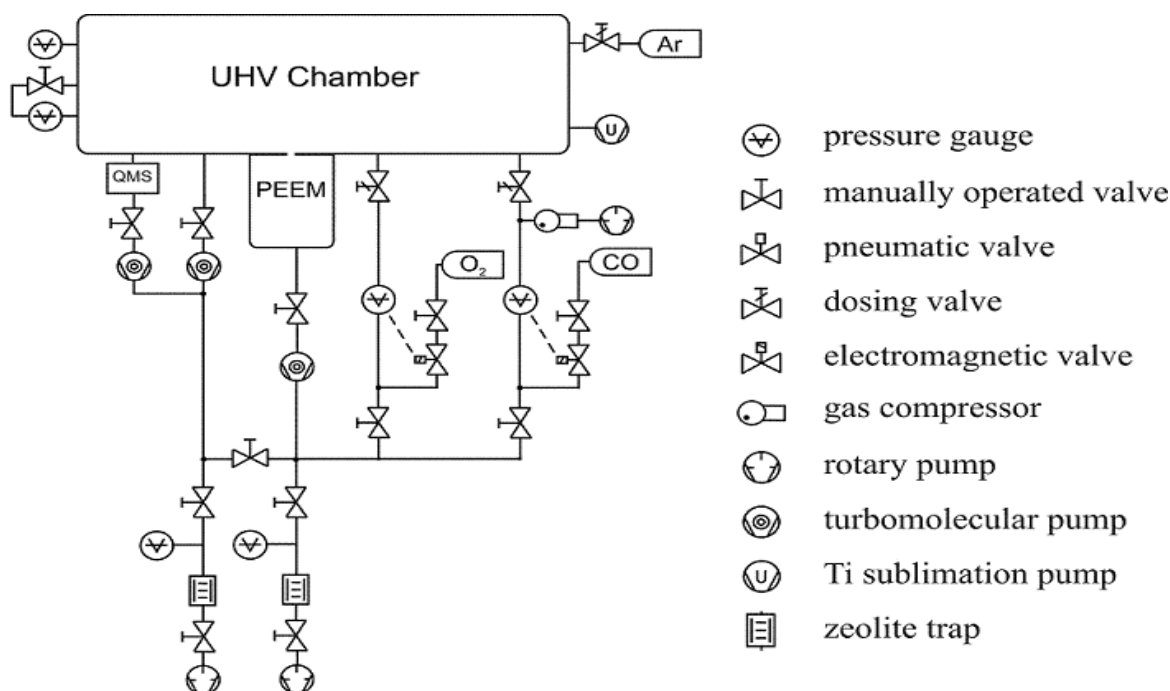 UHV Chamber
Ar
U
QMS
PEEM
O₂
CO
pressure gauge
manually operated valve
pneumatic valve
dosing valve
electromagnetic valve
gas compressor
rotary pump
turbomolecular pump
U
Ti sublimation pump
zeolite trap